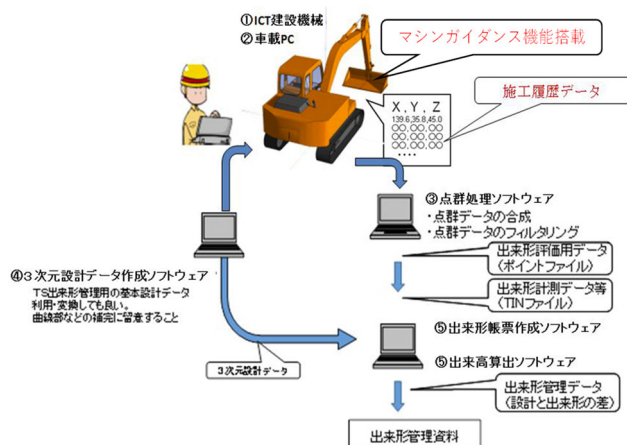 ①ICT建設機械
②車載PC
マシンガイダンス機能搭載
施工履歴データ
X,Y,Z
139.6,35.8,45.0
○○.○○.○○
○○.○○.○○
○○.○○.○○
・・・・
③点群処理ソフトウェア
・点群データの合成
・点群データのフィルタリング
出来形評価用データ
(ポイントファイル)
出来形計測データ等
(TINファイル)
④3次元設計データ作成ソフトウェア
TS出来形管理用の基本設計データ
利用・変換しても良い。
曲線部などの補完に留意すること
3次元設計データ
⑤出来形帳票作成ソフトウェア
⑤出来高算出ソフトウェア
出来形管理データ
(設計と出来形の差)
出来形管理資料